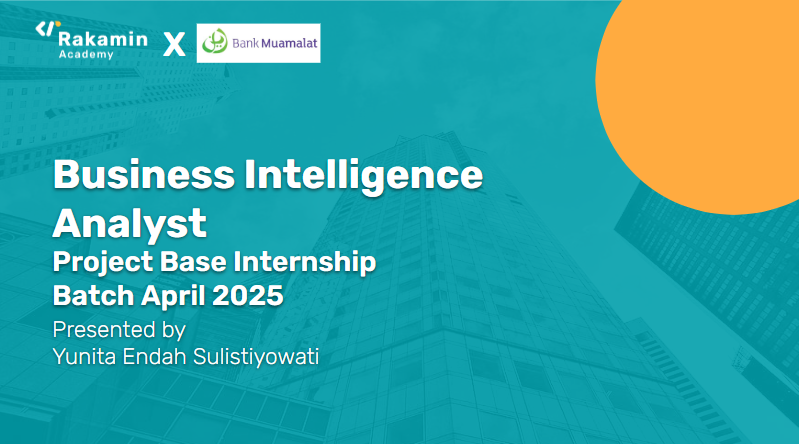 Rakamin
Academy
X
Bank Muamalat
Business Intelligence
Analyst
Project Base Internship
Batch April 2025
Presented by
Yunita Endah Sulistiyowati